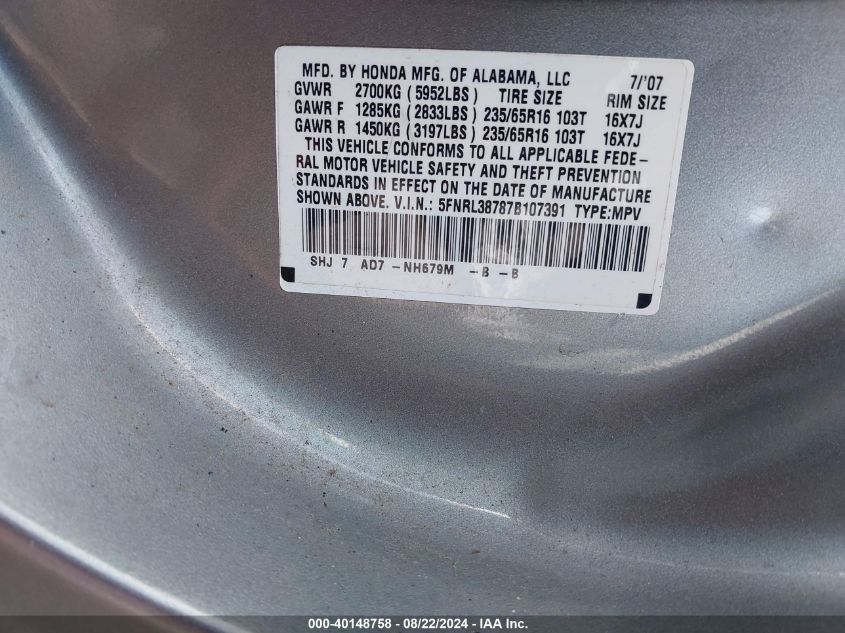 MFD. BY HONDA MFG. OF ALABAMA, LLC 7/'07
GVWR 2700KG ( 5952LBS ) TIRE SIZE RIM SIZE
GAWR F 1285KG ( 2833LBS ) 235/65R16 103T 16X7J
GAWR R 1450KG ( 3197LBS ) 235/65R16 103T 16X7J
THIS VEHICLE CONFORMS TO ALL APPLICABLE FEDE-
RAL MOTOR VEHICLE SAFETY AND THEFT PREVENTION
STANDARDS IN EFFECT ON THE DATE OF MANUFACTURE
SHOWN ABOVE. V.I.N.: 5FNRL38787B107391 TYPE:MPV
SHJ 7 AD7 -NH679M -B -B
000-40148758 - 08/22/2024 - IAA Inc.